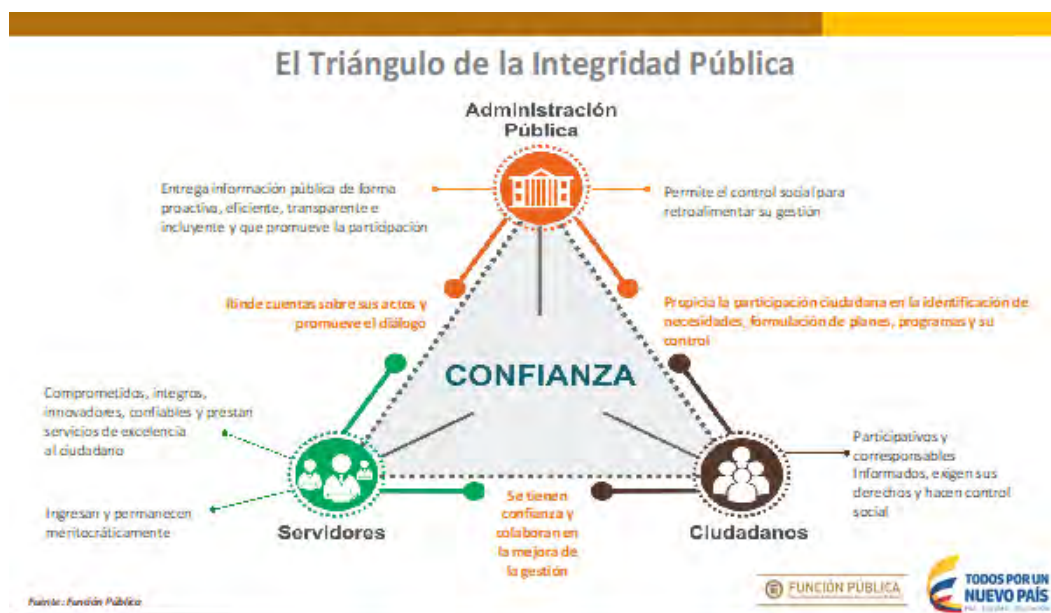 El Triángulo de la Integridad Pública
Administración
Pública
Entrega información pública de forma
proactiva, eficiente, transparente e
incluyente y que promueve la participación
Permite el control social para
retroalimentar su gestión
Rinde cuentas sobre sus actos y
promueve el diálogo
Propicia la participación ciudadana en la identificación de
necesidades, formulación de planes, programas y su
control
CONFIANZA
Comprometidos, íntegros,
innovadores, confiables y prestan
servicios de excelencia
al ciudadano
Ingresan y permanecen
meritocráticamente
Servidores
Se tienen
confianza y
colaboran en
la mejora de
la gestión
Participativos y
corresponsables
Informados, exigen sus
derechos y hacen control
social
Ciudadanos
Fuente: Función Pública
FUNCIÓN PÚBLICA
TODOS POR UN
NUEVO PAÍS
PAZ EQUIDAD EDUCACIÓN